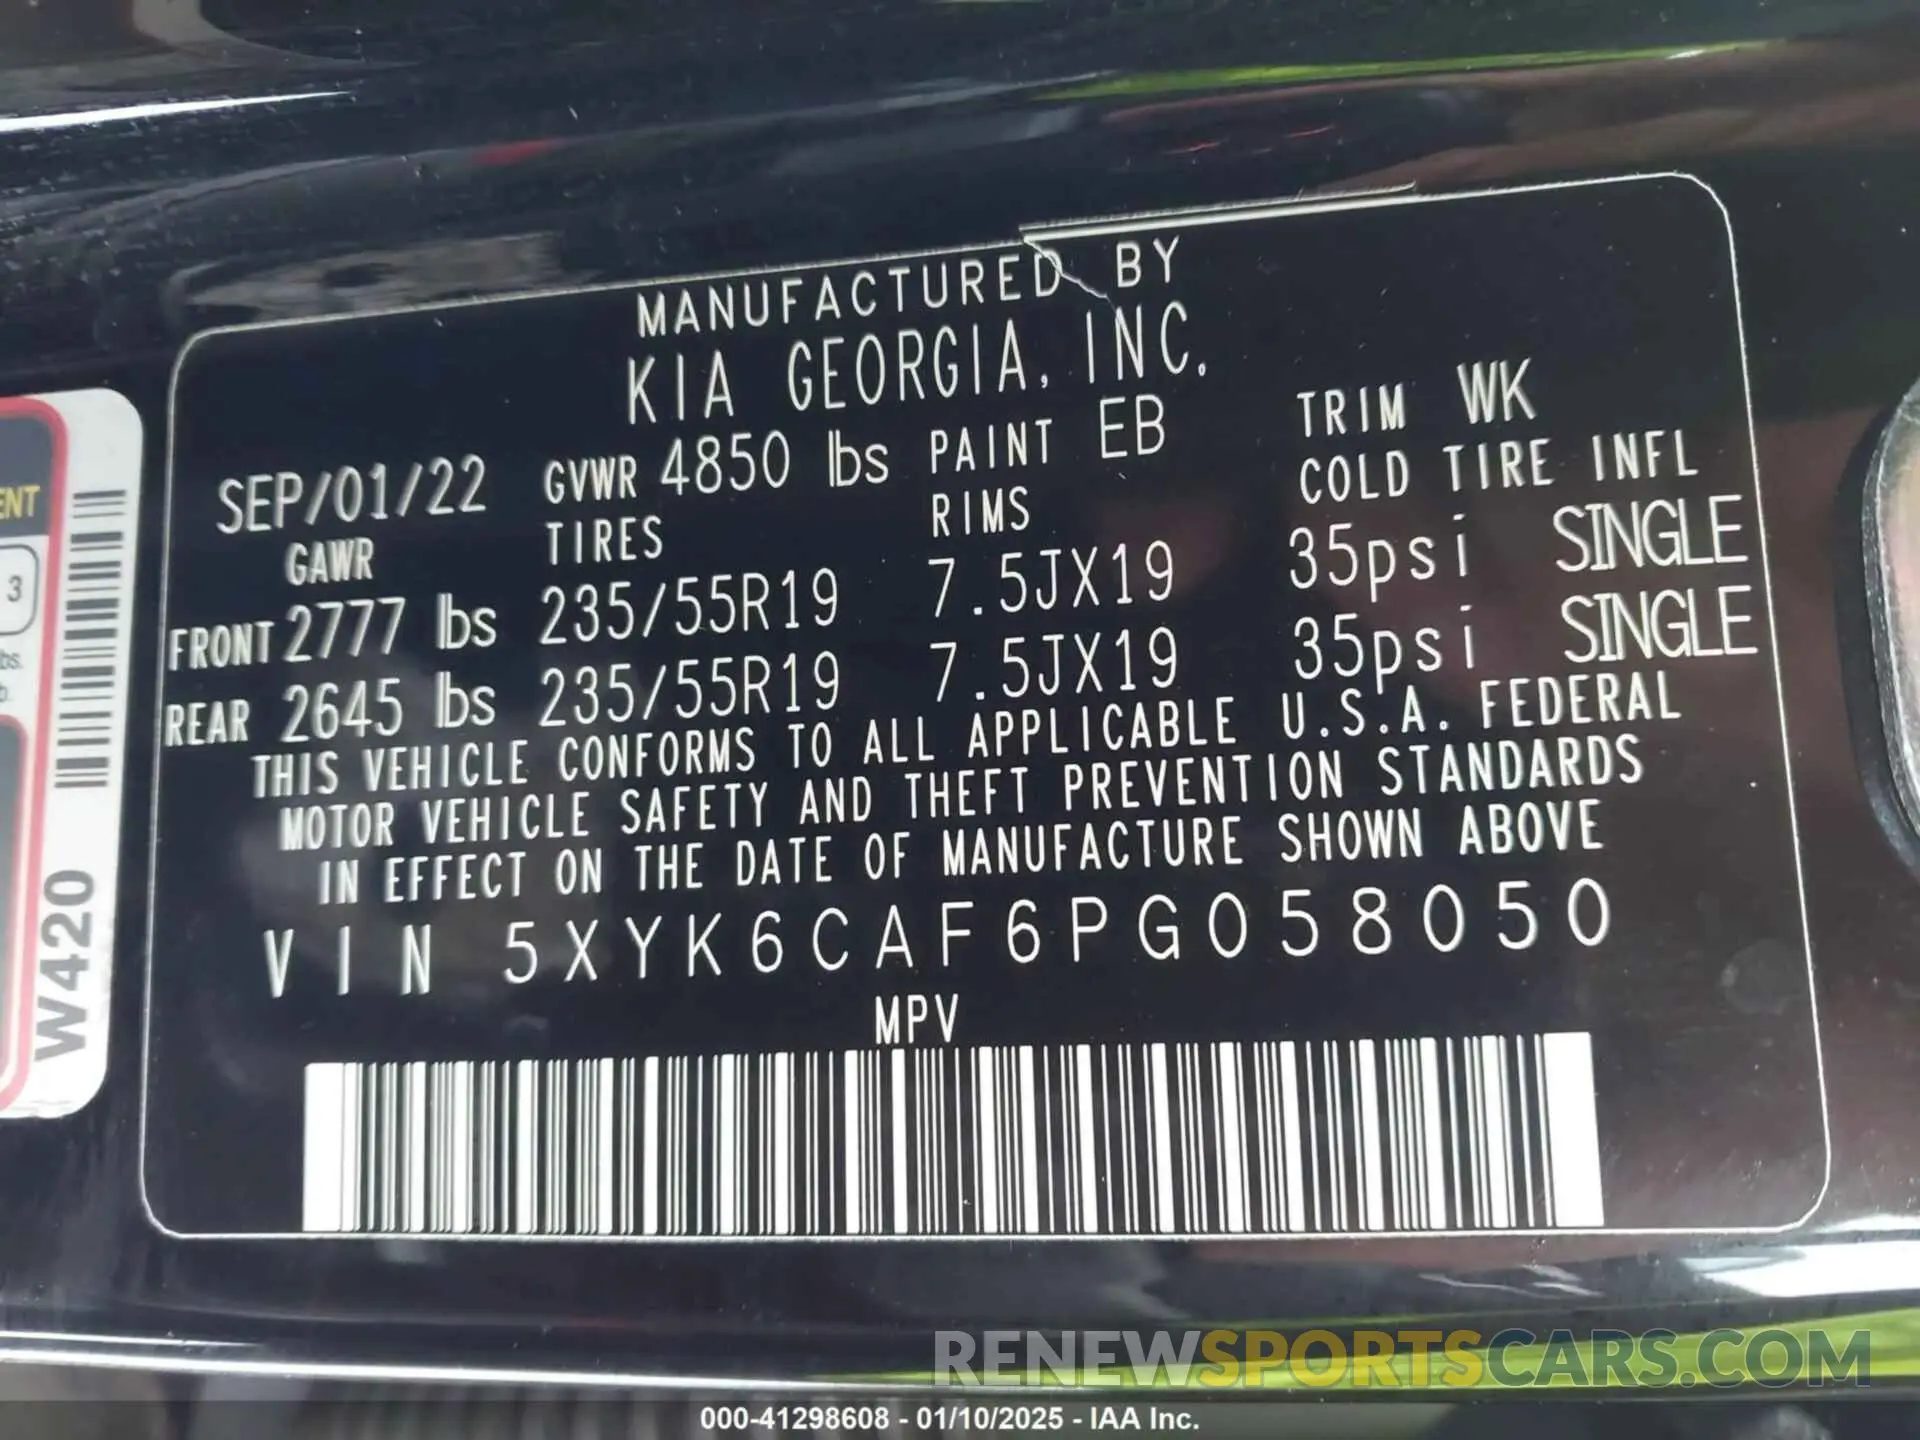 MANUFACTURED BY
KIA GEORGIA, INC.
SEP/01/22 GVWR 4850 lbs PAINT EB TRIM WK
GAWR TIRES RIMS COLD TIRE INFL
FRONT 2777 lbs 235/55R19 7.5JX19 35psi SINGLE
REAR 2645 lbs 235/55R19 7.5JX19 35psi SINGLE
THIS VEHICLE CONFORMS TO ALL APPLICABLE U.S.A. FEDERAL
MOTOR VEHICLE SAFETY AND THEFT PREVENTION STANDARDS
IN EFFECT ON THE DATE OF MANUFACTURE SHOWN ABOVE
VIN 5XYK6CAF6PG058050
MPV
3
W420
RENEWSPORTSCARS.COM
000-41298608 - 01/10/2025 - IAA Inc.